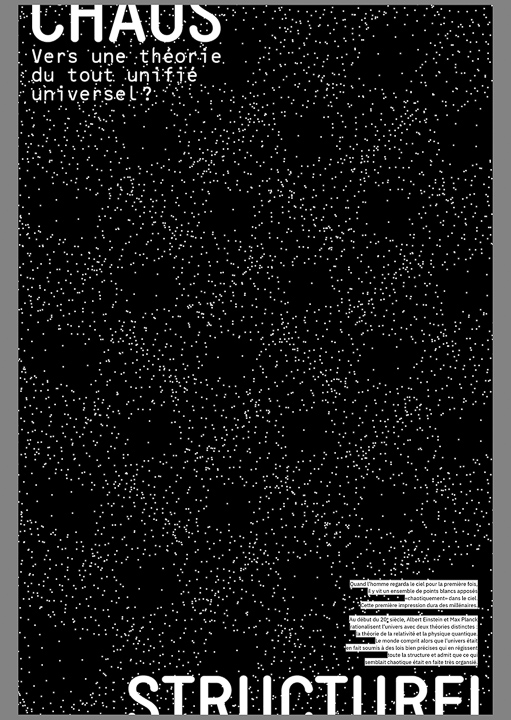 CHAOS
Vers une théorie
du tout unifié
universel?
Quand l'homme regarda le ciel pour la première fois,
il y vit un ensemble de points blancs apposés
«chaotiquement» dans le ciel.
Cette première impression dura des millénaires.
Au début du 20e siècle, Albert Einstein et Max Planck
rationalisent l'univers avec deux théories distinctes :
la théorie de la relativité et la physique quantique.
Le monde comprit alors que l'univers était
en fait soumis à des lois bien précises qui en régissent
toute la structure et admit que ce qui
semblait chaotique était en faite très organisé.
STRUCTUREL